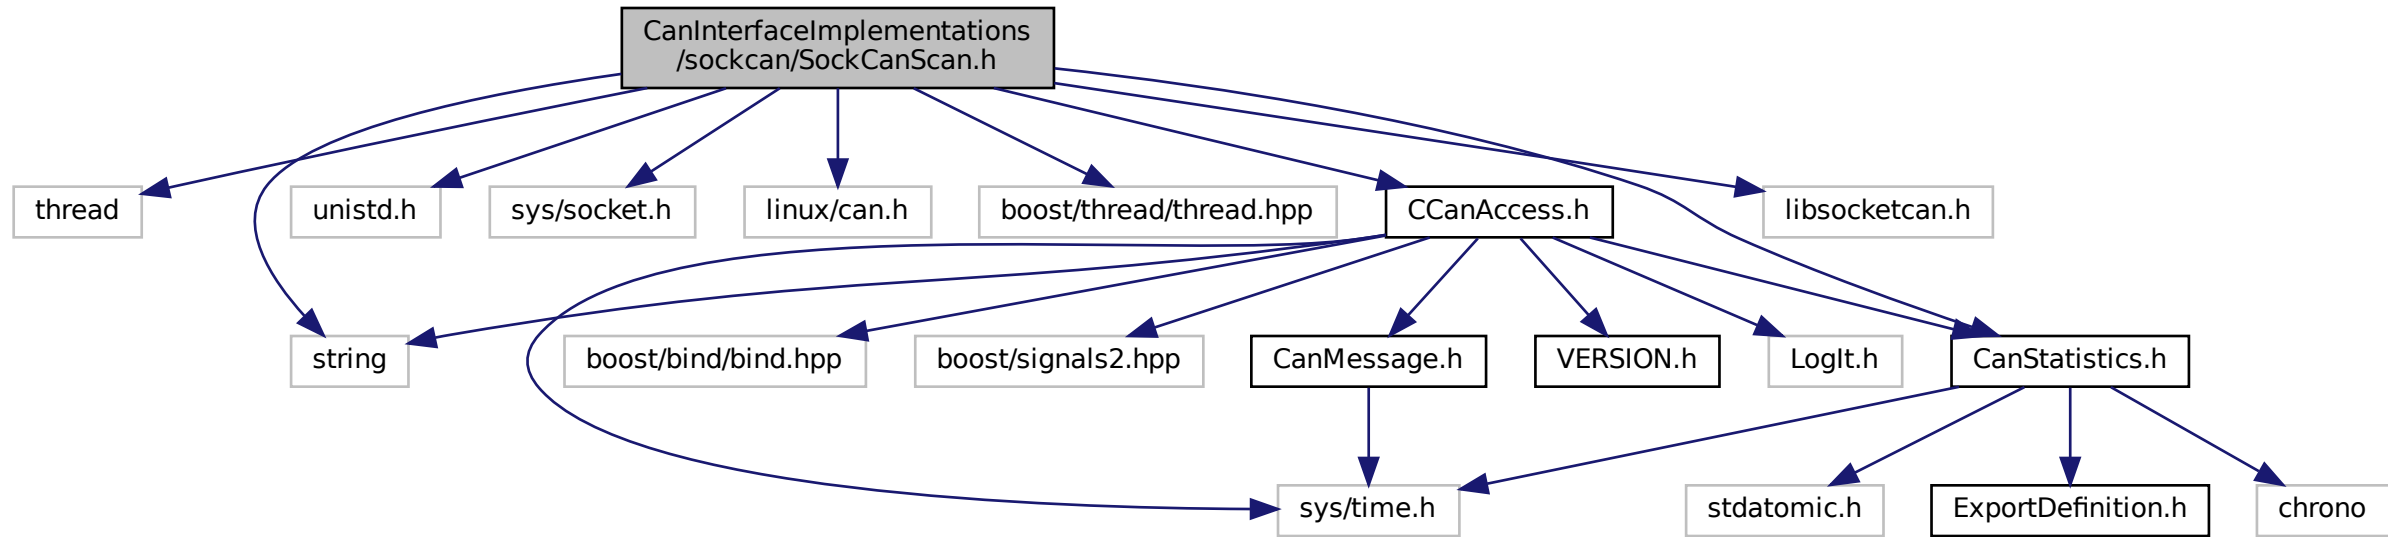 CanInterfaceImplementations
/sockcan/SockCanScan.h
thread
unistd.h
sys/socket.h
linux/can.h
boost/thread/thread.hpp
CCanAccess.h
libsocketcan.h
string
boost/bind/bind.hpp
boost/signals2.hpp
CanMessage.h
VERSION.h
LogIt.h
CanStatistics.h
sys/time.h
stdatomic.h
ExportDefinition.h
chrono